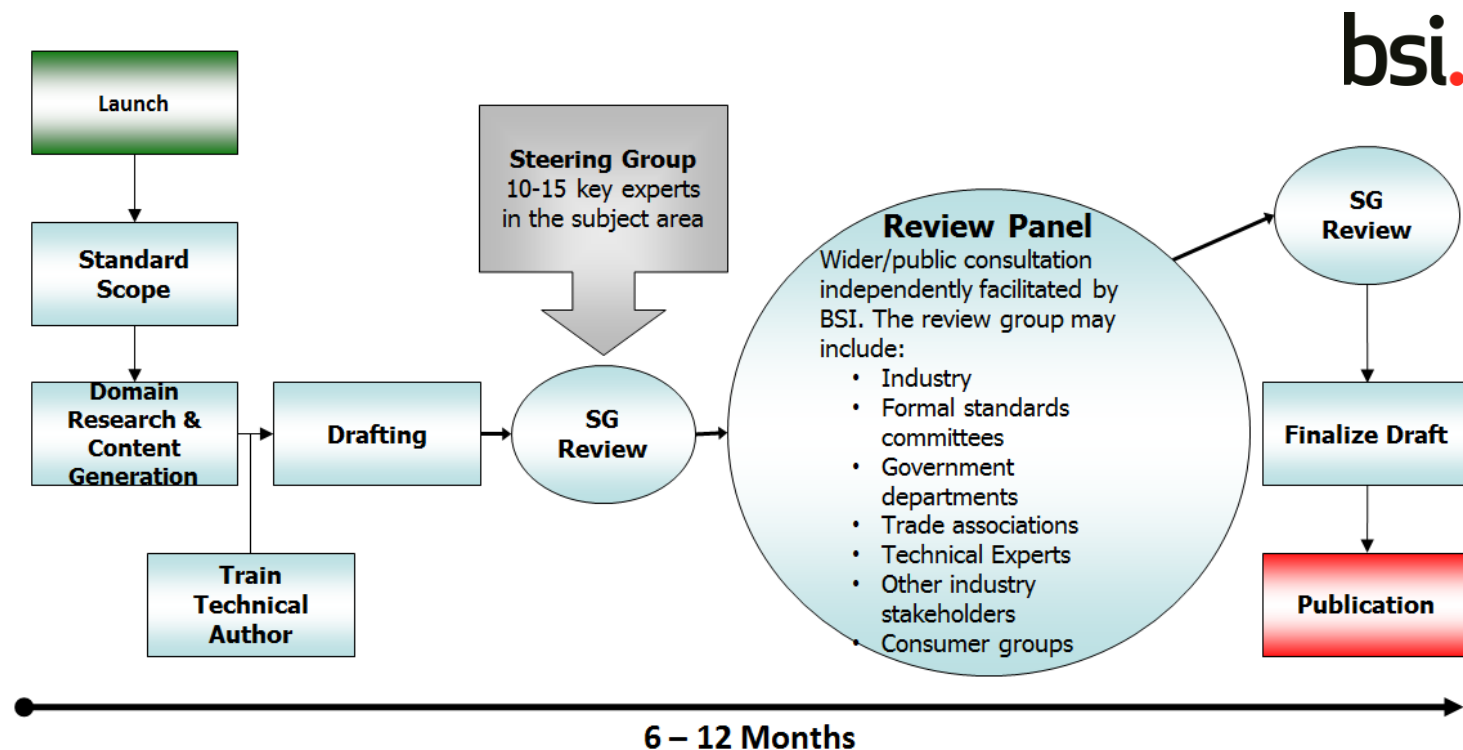 bsi.
Launch
Standard
Scope
Domain
Research &
Content
Generation
Train
Technical
Author
Drafting
Steering Group
10-15 key experts
in the subject area
SG
Review
Review Panel
Wider/public consultation
independently facilitated by
BSI. The review group may
include:
• Industry
• Formal standards
committees
• Government
departments
• Trade associations
• Technical Experts
• Other industry
stakeholders
• Consumer groups
SG
Review
Finalize Draft
Publication
6 – 12 Months